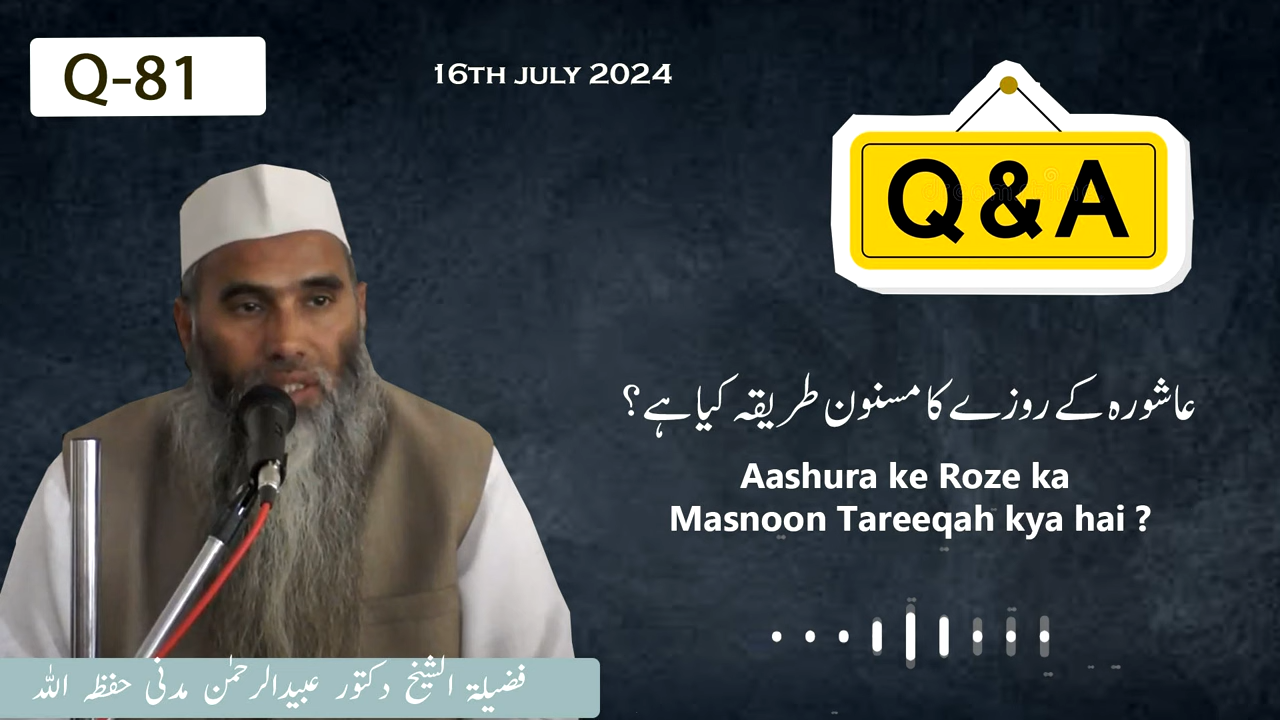 Q-81
16TH JULY 2024
Q&A
عاشورہ کے روزے کا مسنون طریقہ کیا ہے؟
Aashura ke Roze ka
Masnoon Tareeqah kya hai ?
فضیلۃ الشیخ دکتور عبیدالرحمٰن مدنی حفظہ اللہ